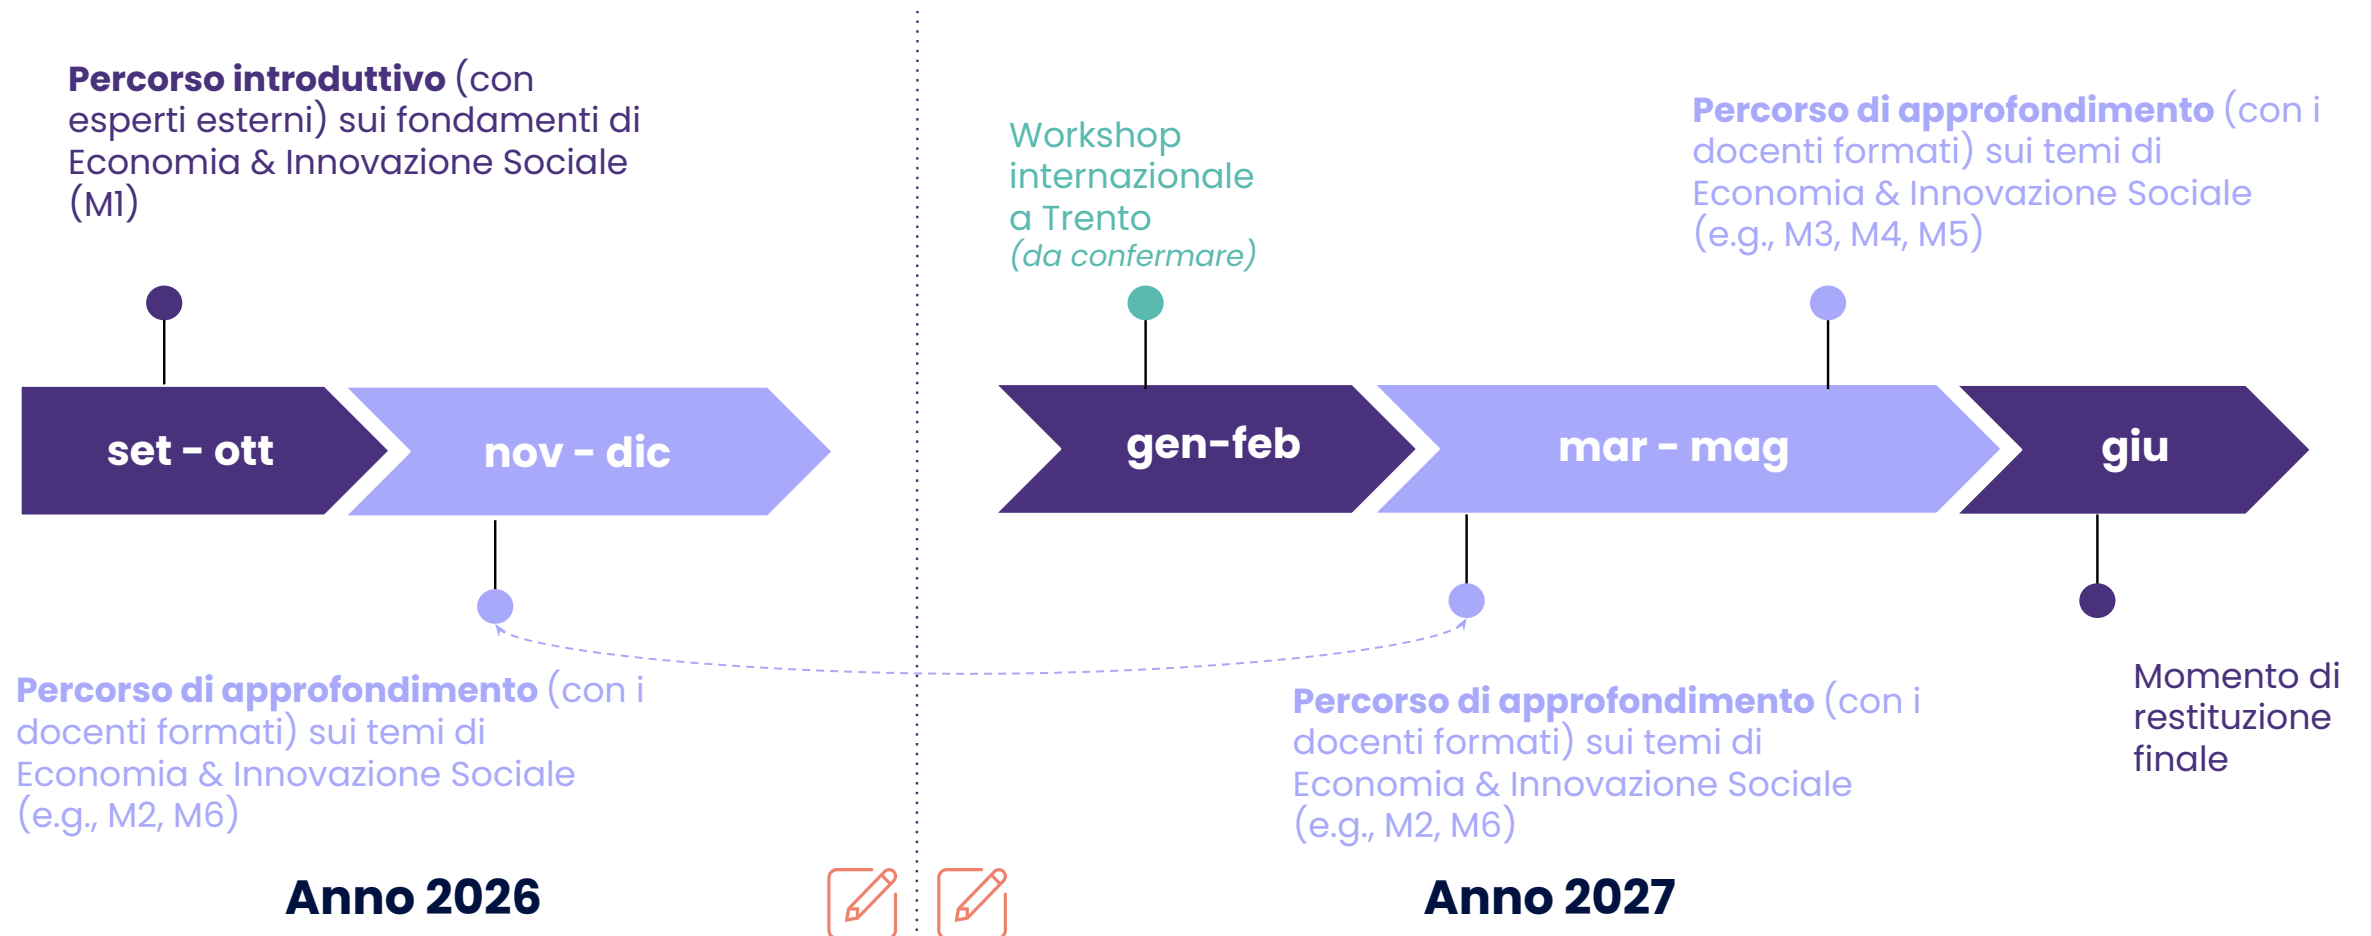 Percorso introduttivo (con
esperti esterni) sui fondamenti di
Economia & Innovazione Sociale
(M1)
Workshop
internazionale
a Trento
(da confermare)
Percorso di approfondimento (con i
docenti formati) sui temi di
Economia & Innovazione Sociale
(e.g., M3, M4, M5)
set – ott
nov – dic
gen-feb
mar – mag
giu
Percorso di approfondimento (con i
docenti formati) sui temi di
Economia & Innovazione Sociale
(e.g., M2, M6)
Percorso di approfondimento (con i
docenti formati) sui temi di
Economia & Innovazione Sociale
(e.g., M2, M6)
Momento di
restituzione
finale
Anno 2026
Anno 2027